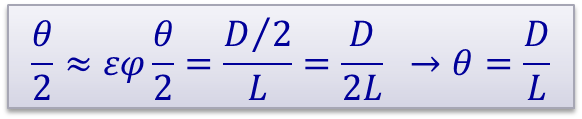 θ/2 ≈ εφ θ/2 = (D/2)/L = D/2L → θ = D/L